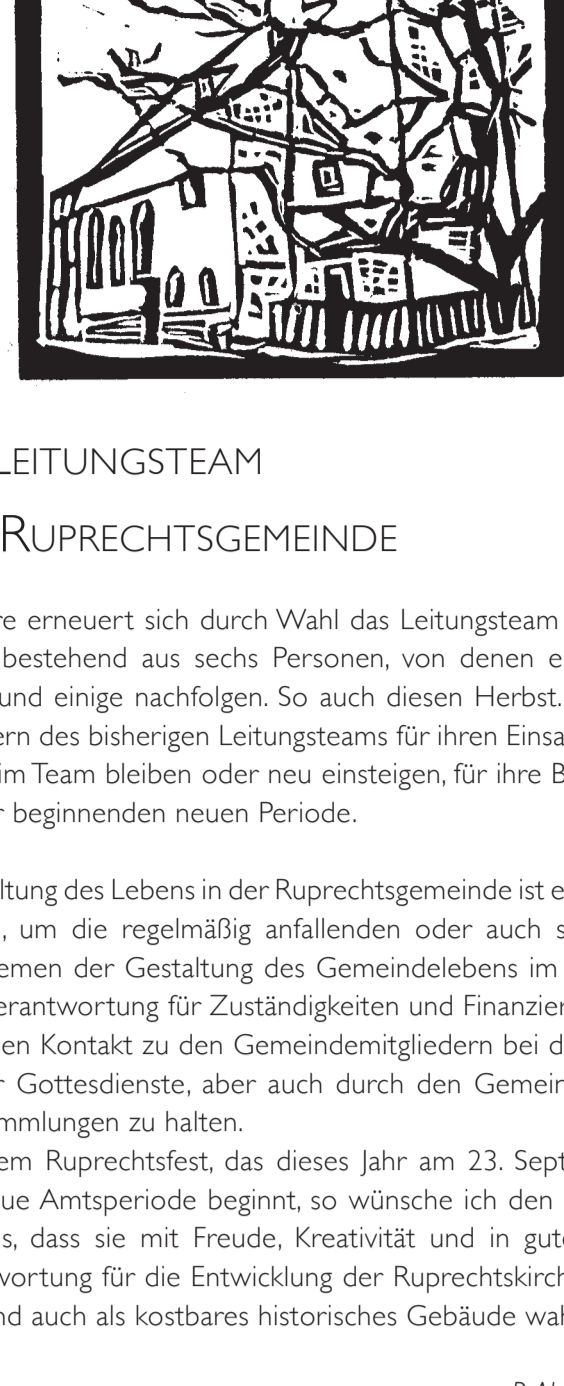 LEITUNGSTEAM
RUPRECHTSGEMEINDE
re erneuert sich durch Wahl das Leitungsteam
bestehend aus sechs Personen, von denen e
und einige nachfolgen. So auch diesen Herbst.
ern des bisherigen Leitungsteams für ihren Einsa
im Team bleiben oder neu einsteigen, für ihre B
r beginnenden neuen Periode.
ltung des Lebens in der Ruprechtsgemeinde ist e
, um die regelmäßig anfallenden oder auch s
emen der Gestaltung des Gemeindelebens im
erantwortung für Zuständigkeiten und Finanzier
en Kontakt zu den Gemeindemitgliedern bei d
r Gottesdienste, aber auch durch den Gemein
mmlungen zu halten.
em Ruprechtsfest, das dieses Jahr am 23. Sept
ue Amtsperiode beginnt, so wünsche ich den
s, dass sie mit Freude, Kreativität und in gute
wortung für die Entwicklung der Ruprechtskirch
nd auch als kostbares historisches Gebäude wah